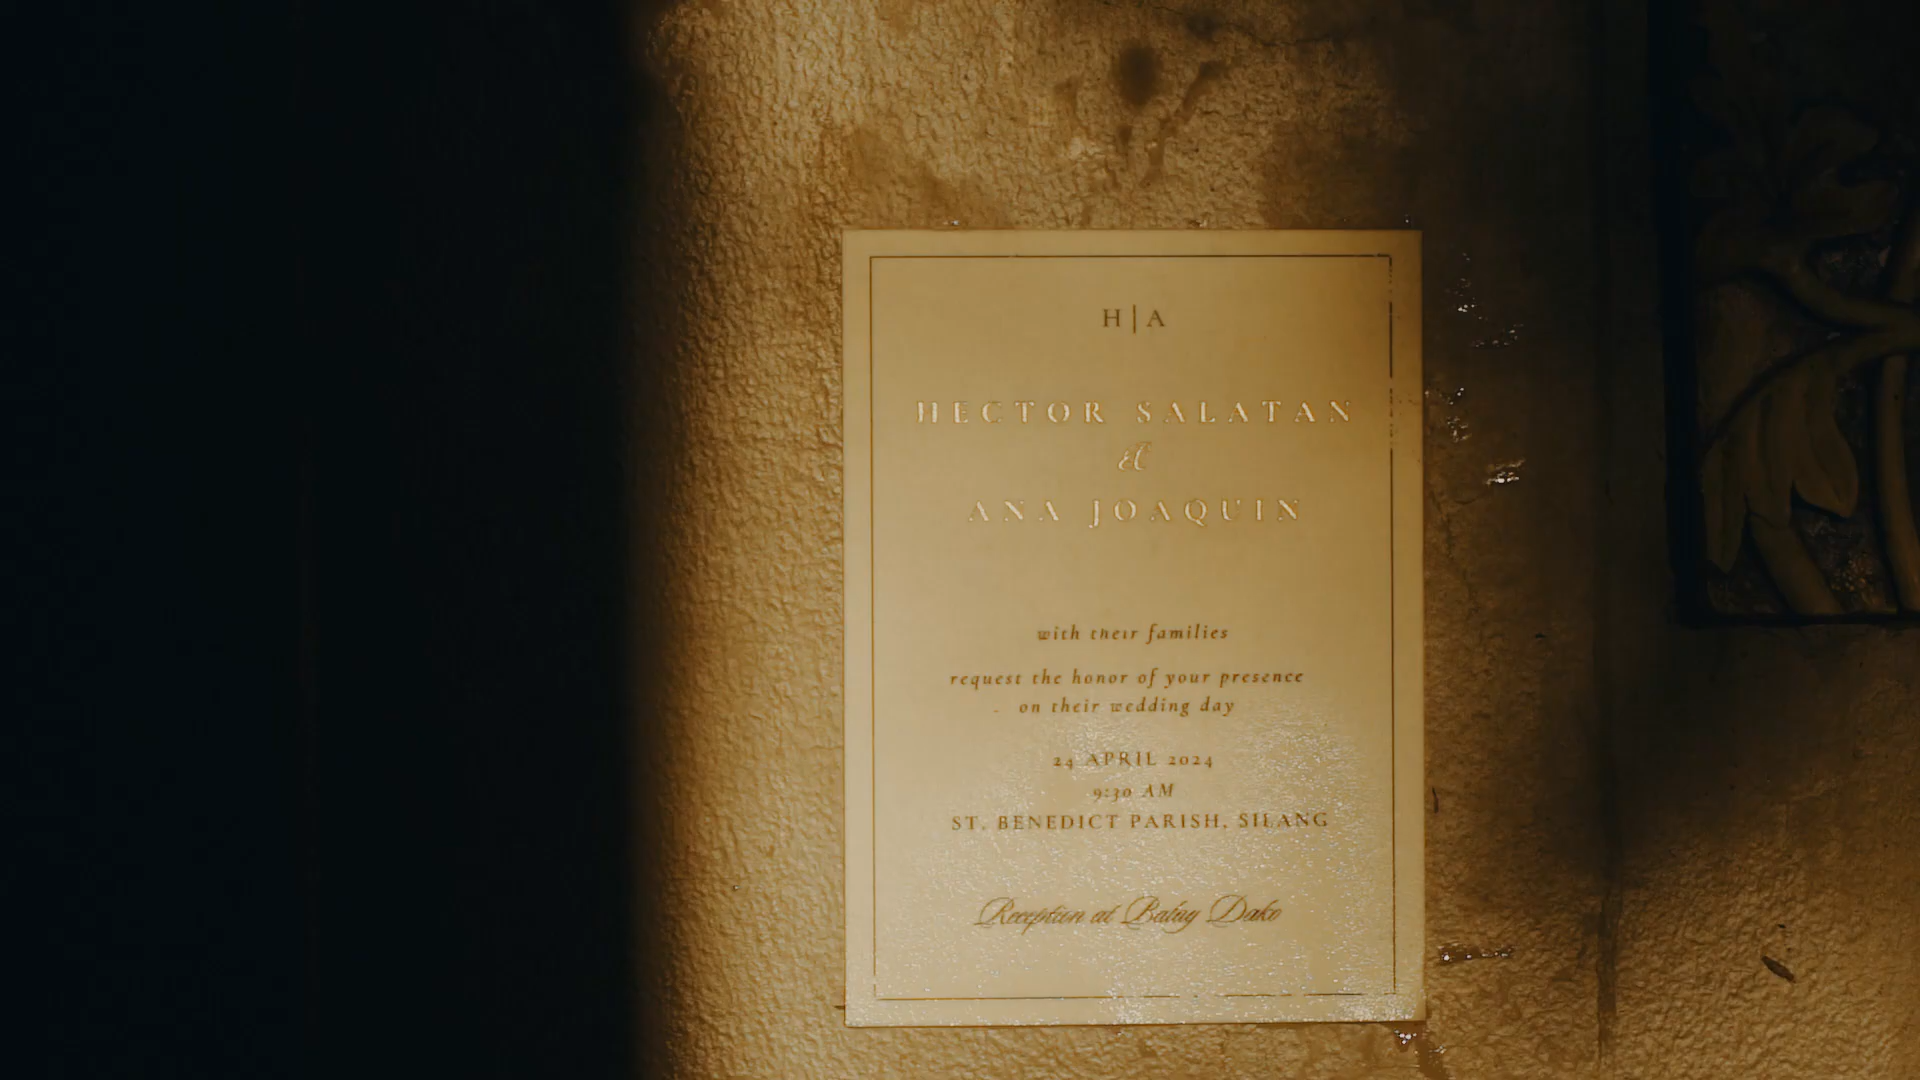 H|A
HECTOR SALATAN
&
ANA JOAQUIN
with their families
request the honor of your presence
on their wedding day
24 APRIL 2024
9:30 AM
ST. BENEDICT PARISH, SILANG
Reception at Balay Dako